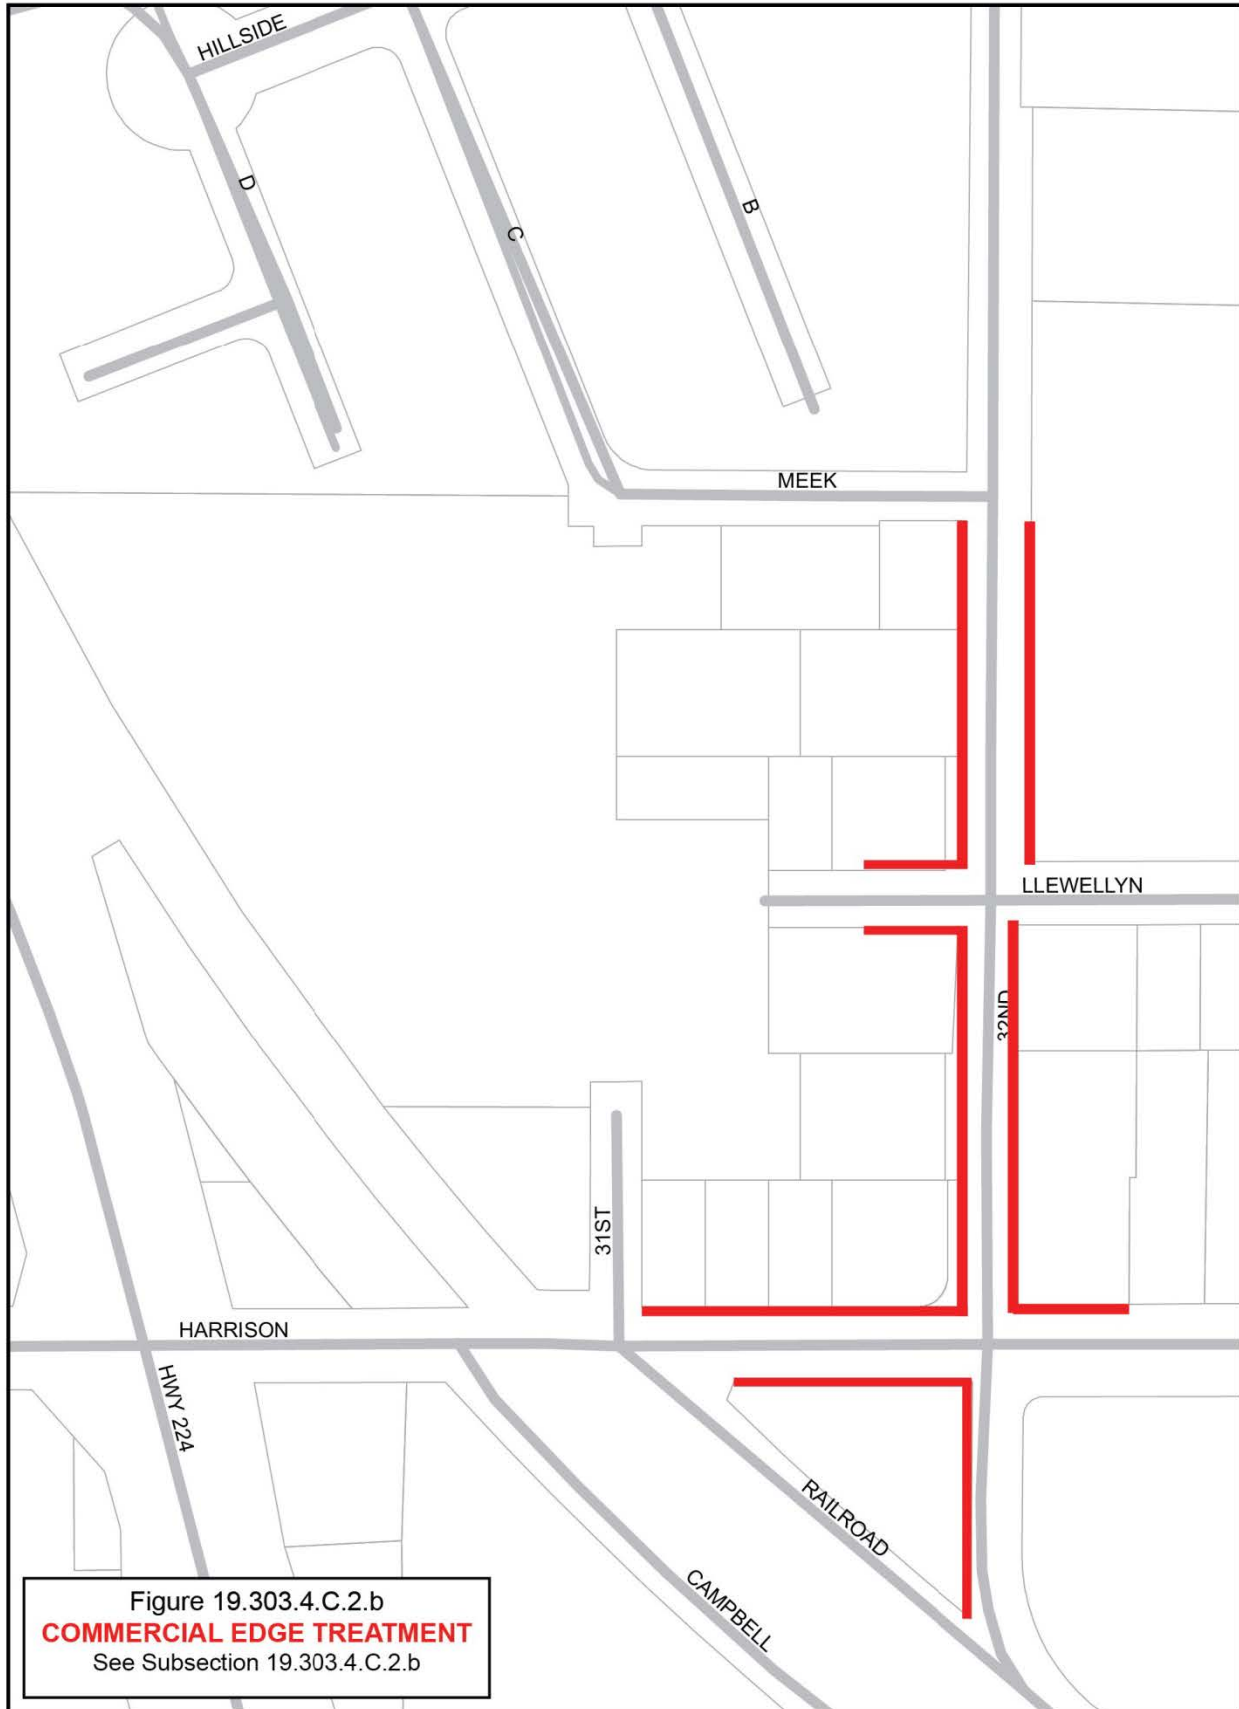 HILLSIDE
D
C
B
MEEK
LLEWELLYN
32ND
31ST
HARRISON
HWY 224
RAILROAD
CAMPBELL
Figure 19.303.4.C.2.b
COMMERCIAL EDGE TREATMENT
See Subsection 19.303.4.C.2.b